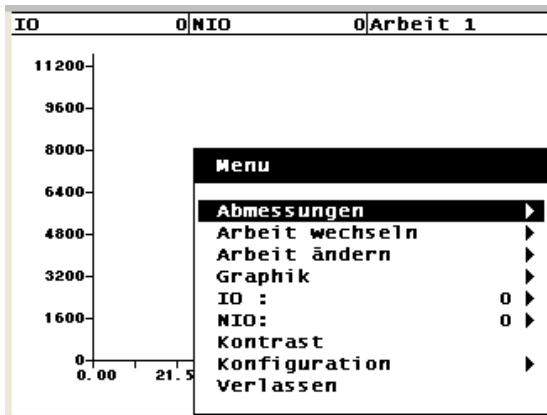 IO 0 NIO 0 Arbeit 1
11200
9600
8000
6400
4800
3200
1600
0
0.00 21.5
Menu
Abmessungen
Arbeit wechseln
Arbeit ändern
Graphik
IO : 0
NIO: 0
Kontrast
Konfiguration
Verlassen